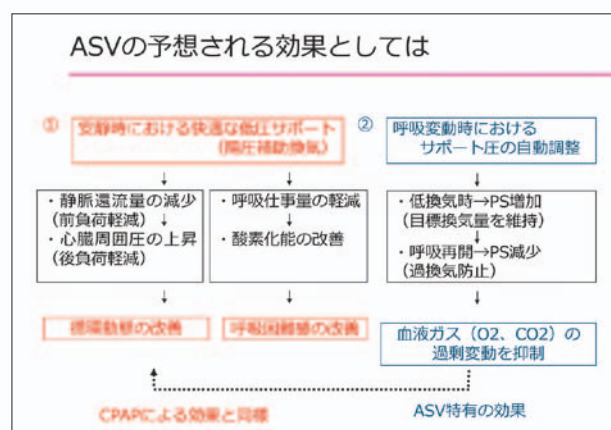 ASVの予想される効果としては
① 安静時における快適な低圧サポート
(陽圧補助換気)
② 呼吸変動時における
サポート圧の自動調整
・静脈還流量の減少
(前負荷軽減)
・心臓周囲圧の上昇
(後負荷軽減)
・呼吸仕事量の軽減
・酸素化能の改善
・低換気時→PS増加
(目標換気量を維持)
・呼吸再開→PS減少
(過換気防止)
循環動態の改善
呼吸困難感の改善
血液ガス（O2、CO2）の
過剰変動を抑制
CPAPによる効果と同様
ASV特有の効果